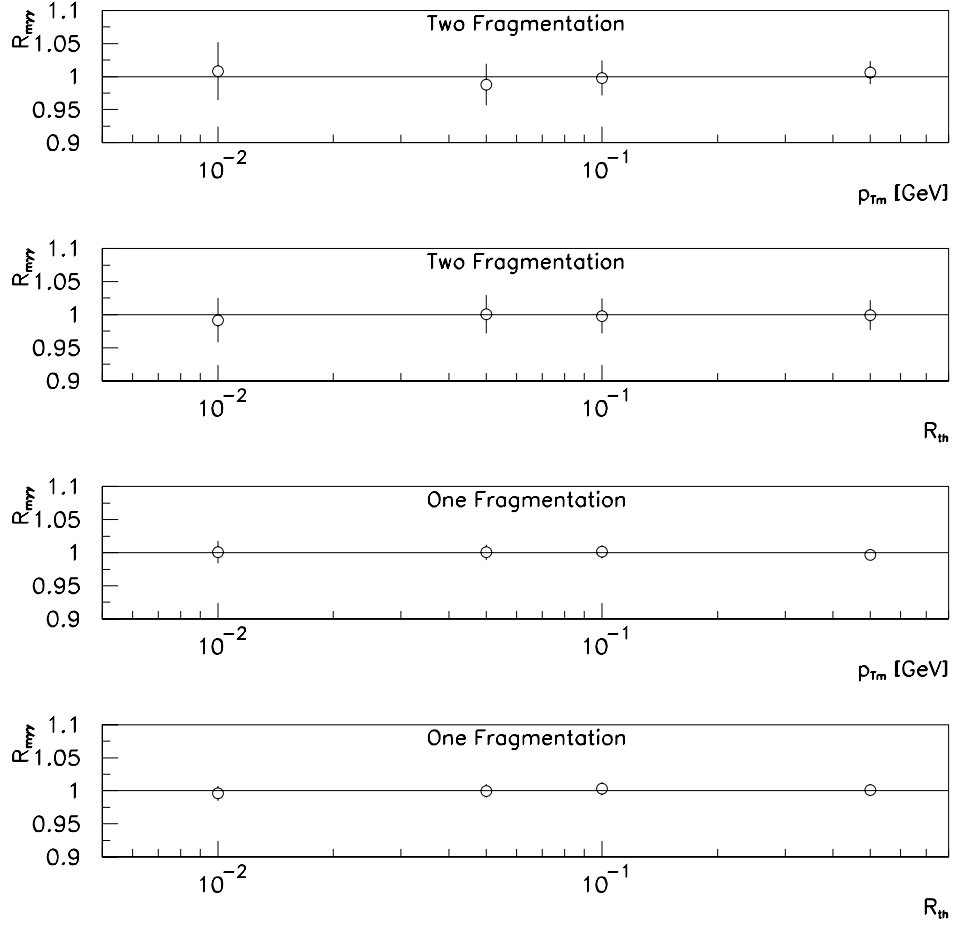 R_mγγ
1.1
Two Fragmentation
1.05
1
0.95
0.9
10^-2
10^-1
p_Tm [GeV]
R_mγγ
1.1
Two Fragmentation
1.05
1
0.95
0.9
10^-2
10^-1
R_th
R_mγγ
1.1
One Fragmentation
1.05
1
0.95
0.9
10^-2
10^-1
p_Tm [GeV]
R_mγγ
1.1
One Fragmentation
1.05
1
0.95
0.9
10^-2
10^-1
R_th